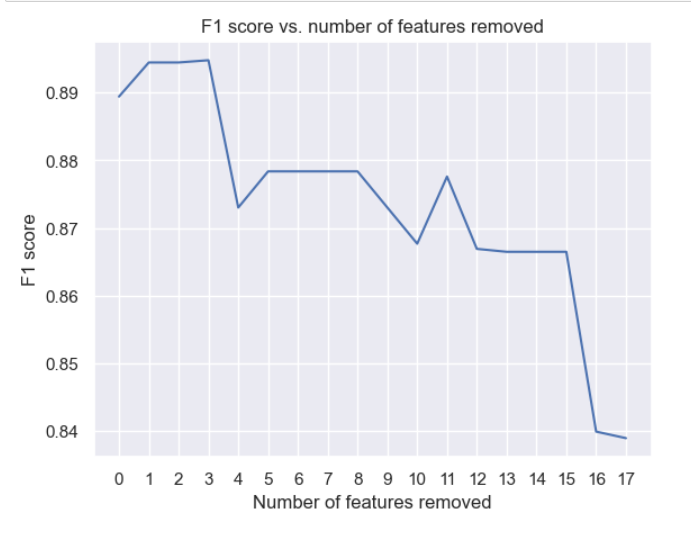 F1 score vs. number of features removed
0.89
0.88
0.87
0.86
0.85
0.84
F1 score
0 1 2 3 4 5 6 7 8 9 10 11 12 13 14 15 16 17
Number of features removed